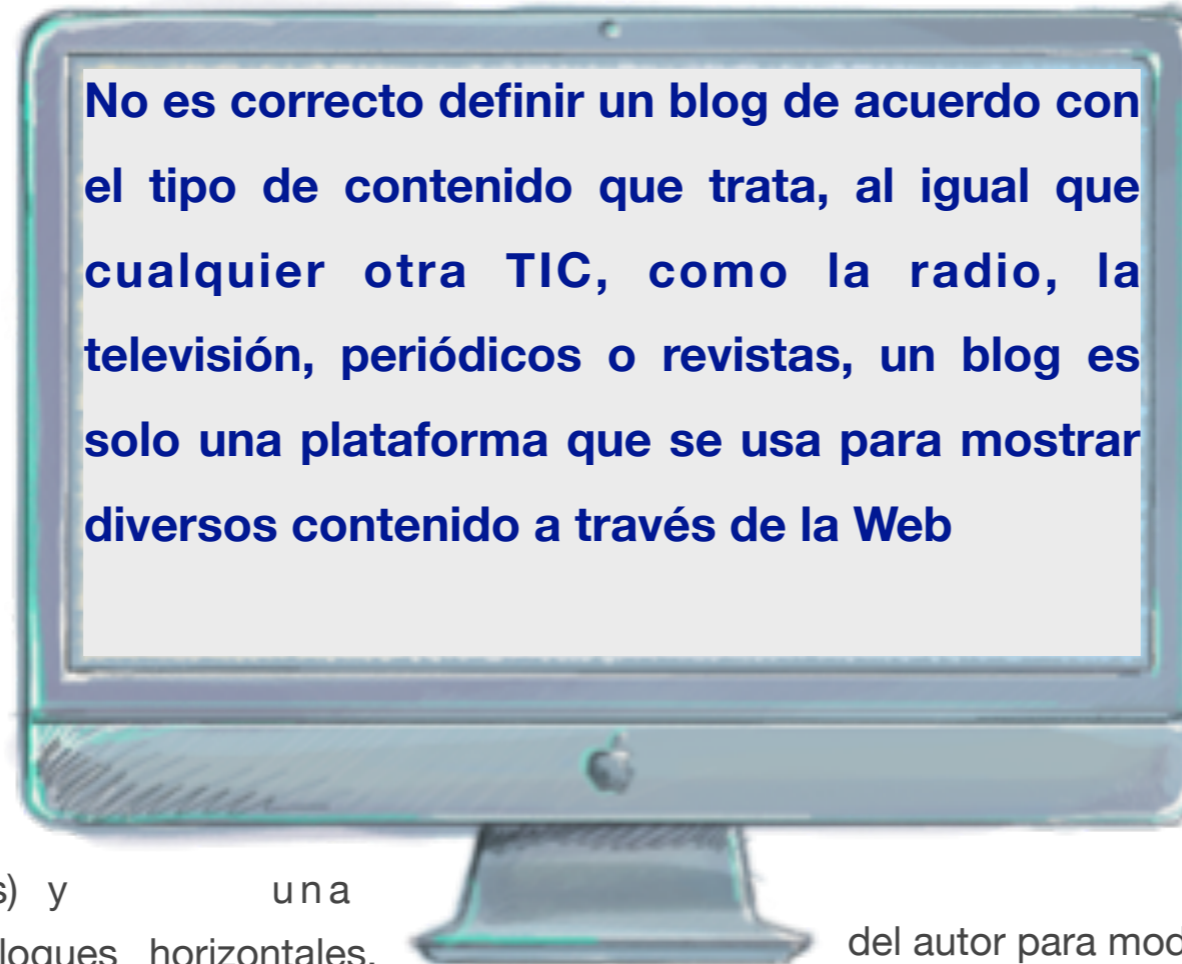 No es correcto definir un blog de acuerdo con
el tipo de contenido que trata, al igual que
cualquier otra TIC, como la radio, la
televisión, periódicos o revistas, un blog es
solo una plataforma que se usa para mostrar
diversos contenido a través de la Web
y una
horizontales.
del autor para